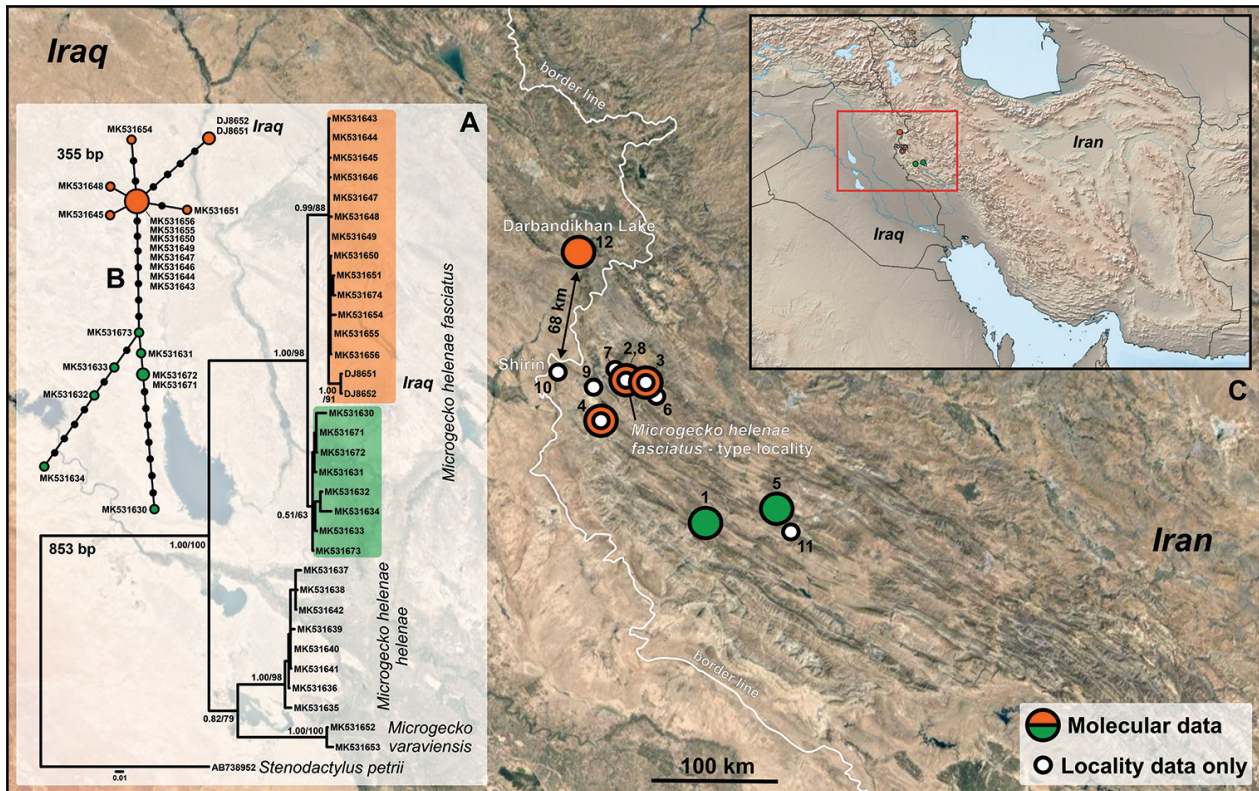 Iraq
A
355 bp
MK531654
DJ8652
DJ8651
Iraq
MK531648
MK531645
MK531651
MK531656
MK531655
MK531650
MK531649
MK531647
MK531646
MK531644
MK531643
B
MK531673
MK531631
MK531633
MK531672
MK531671
MK531632
MK531634
MK531630
853 bp
MK531643
MK531644
MK531645
MK531646
MK531647
MK531648
MK531649
MK531650
MK531651
MK531674
MK531654
MK531655
MK531656
DJ8651
DJ8652
Iraq
MK531630
MK531671
MK531672
MK531631
MK531632
MK531634
MK531633
MK531673
MK531637
MK531638
MK531642
MK531639
MK531640
MK531641
MK531636
MK531635
MK531652
MK531653
AB738952
Stenodactylus petrii
0.99/88
1.00/98
1.00
/91
0.51/63
1.00/100
1.00/98
0.82/79
1.00/100
0.01
Microgecko helenae fasciatus
Microgecko helenae
helenae
Microgecko
varaviensis
border line
Darbandikhan Lake
12
68 km
Shirin
10
9
7
2,8
3
6
4
Microgecko helenae
fasciatus - type locality
1
5
11
Iran
border line
100 km
Iran
Iraq
C
Molecular data
Locality data only